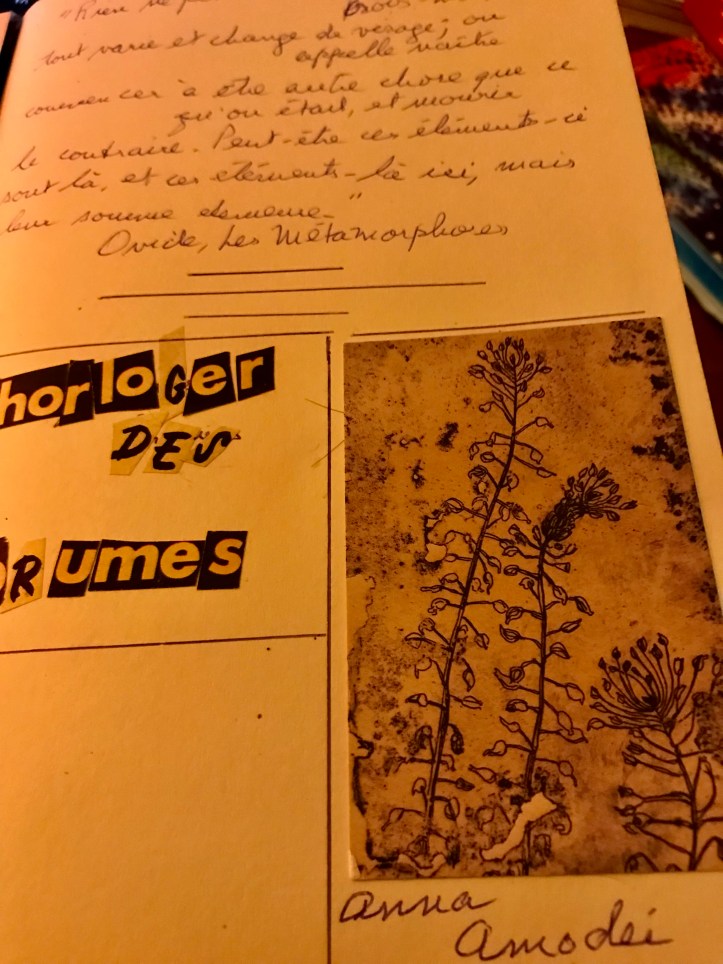 "Rien ne
tout varie et change de visage; on
appelle naître
commencer à être autre chose que ce
qu'on était, et mourir
le contraire. Peut-être ces éléments-ci
sont là, et ces éléments-là ici, mais
leur somme demeure."
Ovide, Les Métamorphoses
horloger
DES
RUmes
anna
amodei